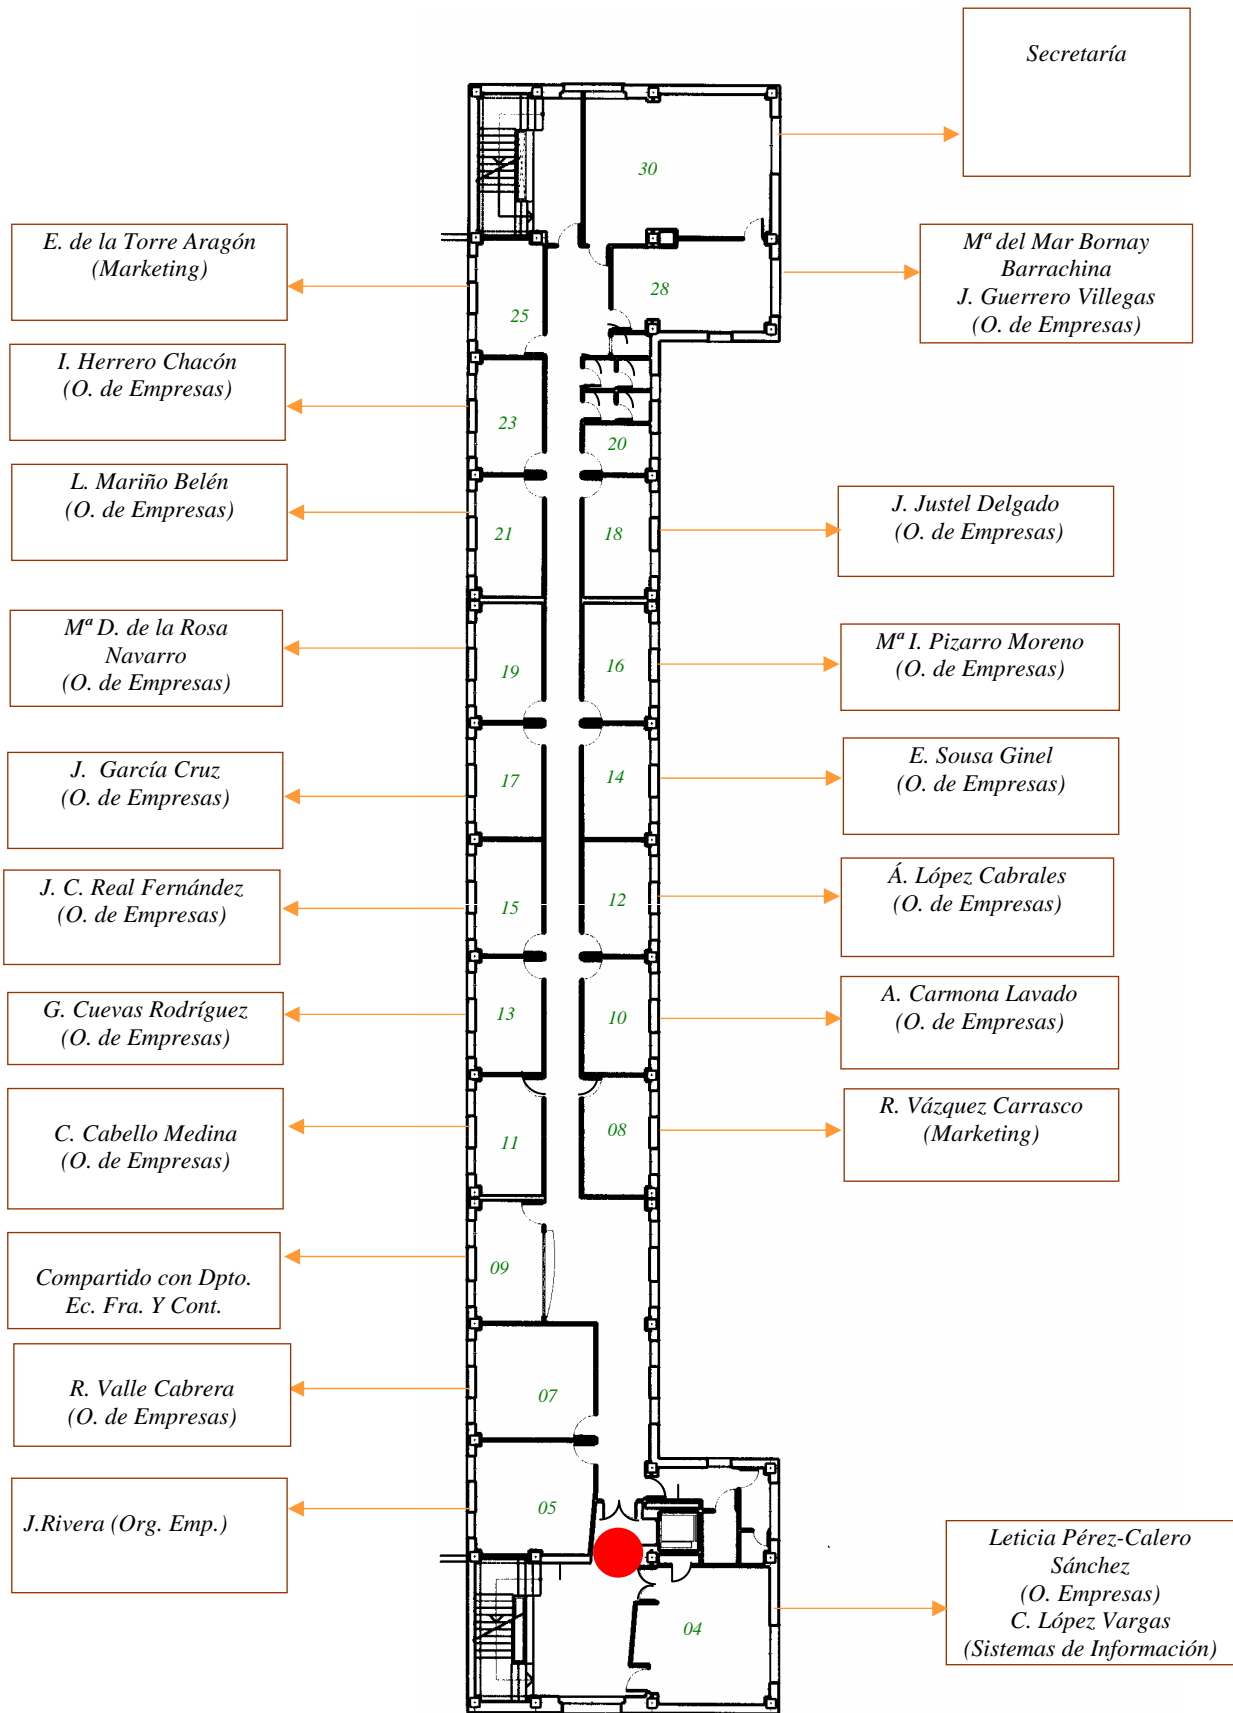 Secretaría
30
E. de la Torre Aragón
(Marketing)
Mª del Mar Bornay
Barrachina
J. Guerrero Villegas
(O. de Empresas)
28
25
I. Herrero Chacón
(O. de Empresas)
23
20
L. Mariño Belén
(O. de Empresas)
J. Justel Delgado
(O. de Empresas)
21
18
Mª D. de la Rosa
Navarro
(O. de Empresas)
Mª I. Pizarro Moreno
(O. de Empresas)
19
16
J. García Cruz
(O. de Empresas)
E. Sousa Ginel
(O. de Empresas)
17
14
J. C. Real Fernández
(O. de Empresas)
Á. López Cabrales
(O. de Empresas)
15
12
G. Cuevas Rodríguez
(O. de Empresas)
A. Carmona Lavado
(O. de Empresas)
13
10
C. Cabello Medina
(O. de Empresas)
R. Vázquez Carrasco
(Marketing)
11
08
Compartido con Dpto.
Ec. Fra. Y Cont.
09
R. Valle Cabrera
(O. de Empresas)
07
J.Rivera (Org. Emp.)
05
Leticia Pérez-Calero
Sánchez
(O. Empresas)
C. López Vargas
(Sistemas de Información)
04